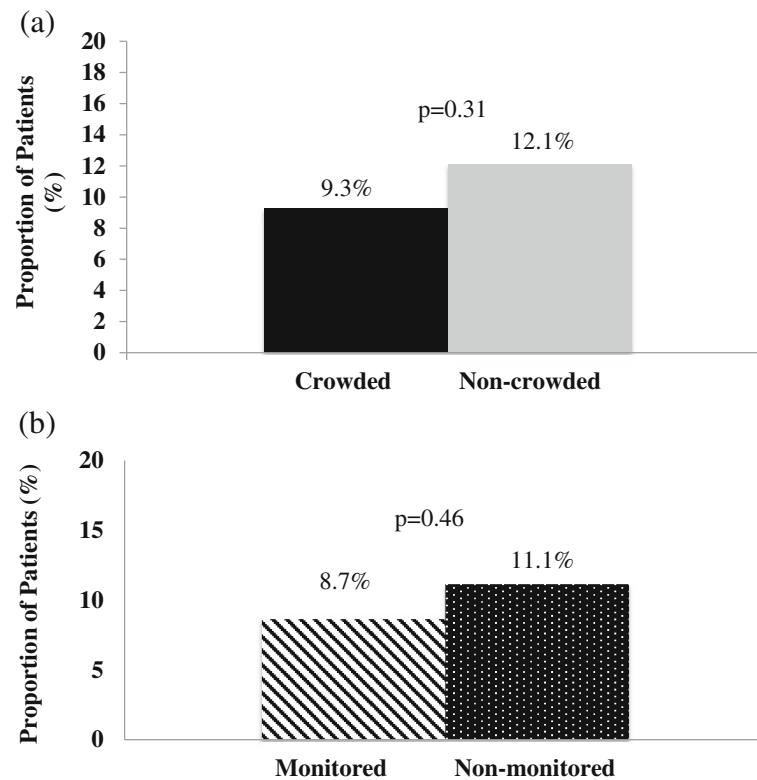 (a)
Proportion of Patients
(%)
20
18
16
14
12
10
8
6
4
2
0
p=0.31
12.1%
9.3%
Crowded Non-crowded
(b)
Proportion of Patients (%)
20
15
10
5
0
p=0.46
11.1%
8.7%
Monitored Non-monitored